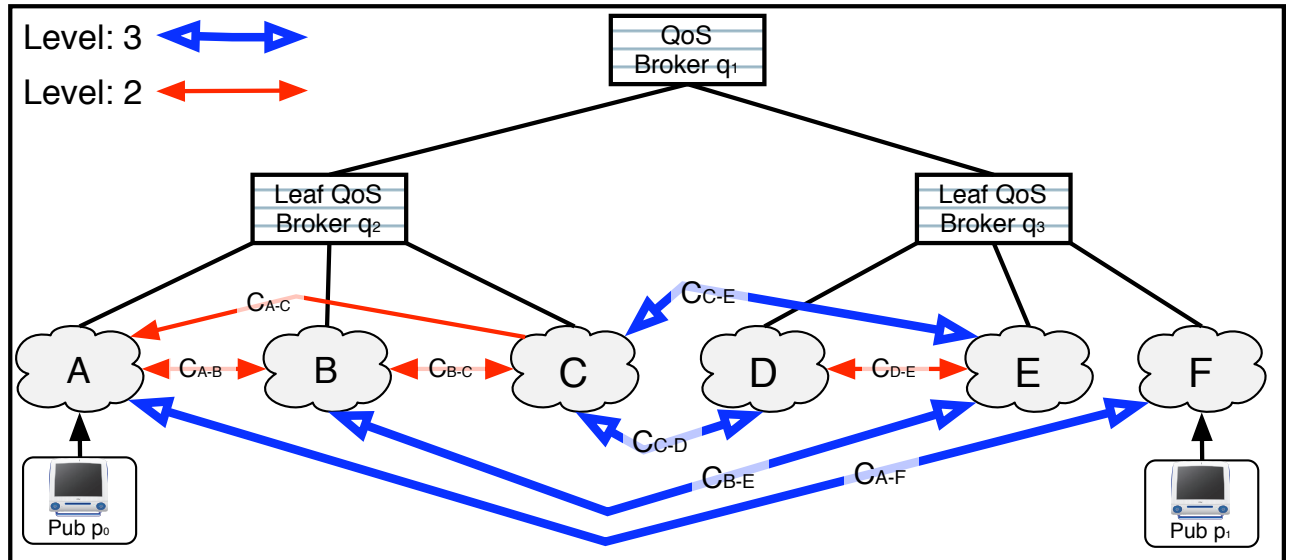 Level: 3
Level: 2
QoS
Broker q1
Leaf QoS
Broker q2
Leaf QoS
Broker q3
CA-C
CC-E
A
CA-B
B
CB-C
C
D
CD-E
E
F
CC-D
CB-E
CA-F
Pub p0
Pub p1